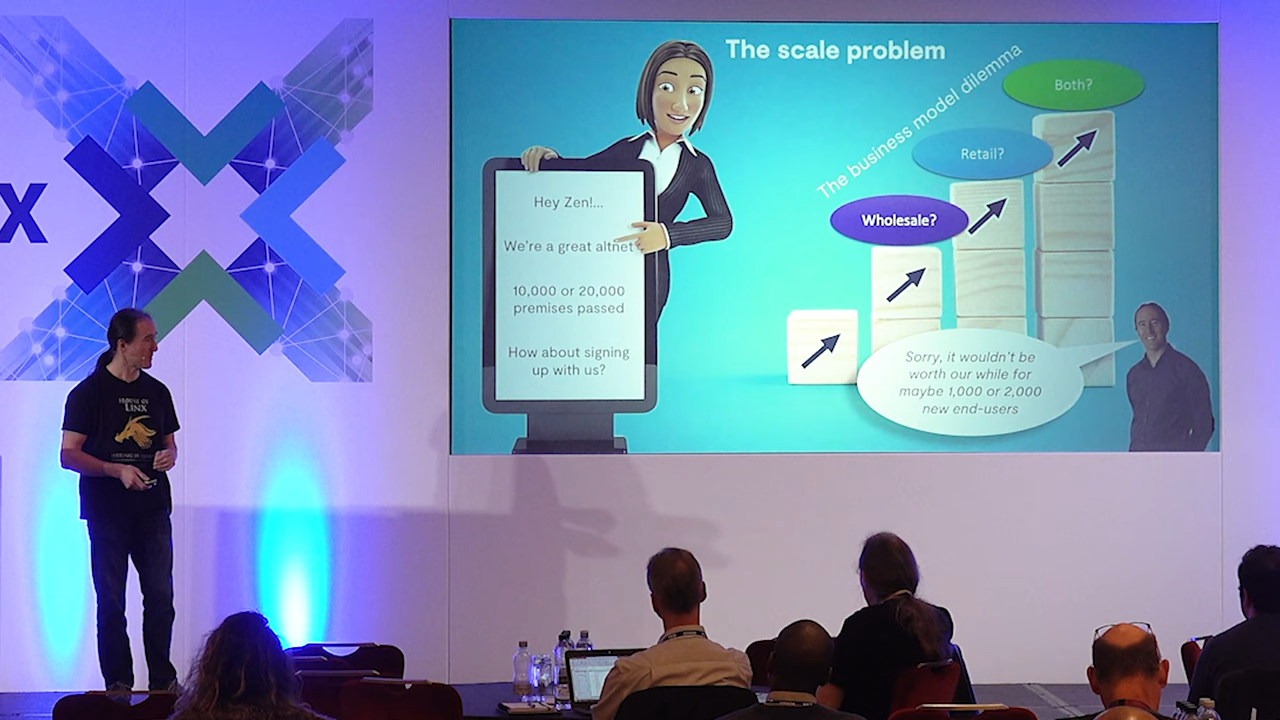 X
The scale problem
The business model dilemma
Both?
Retail?
Wholesale?
Hey Zen!...
We're a great altnet
10,000 or 20,000
premises passed
How about signing
up with us?
Sorry, it wouldn't be
worth our while for
maybe 1,000 or 2,000
new end-users
HOUSE OF
LINX